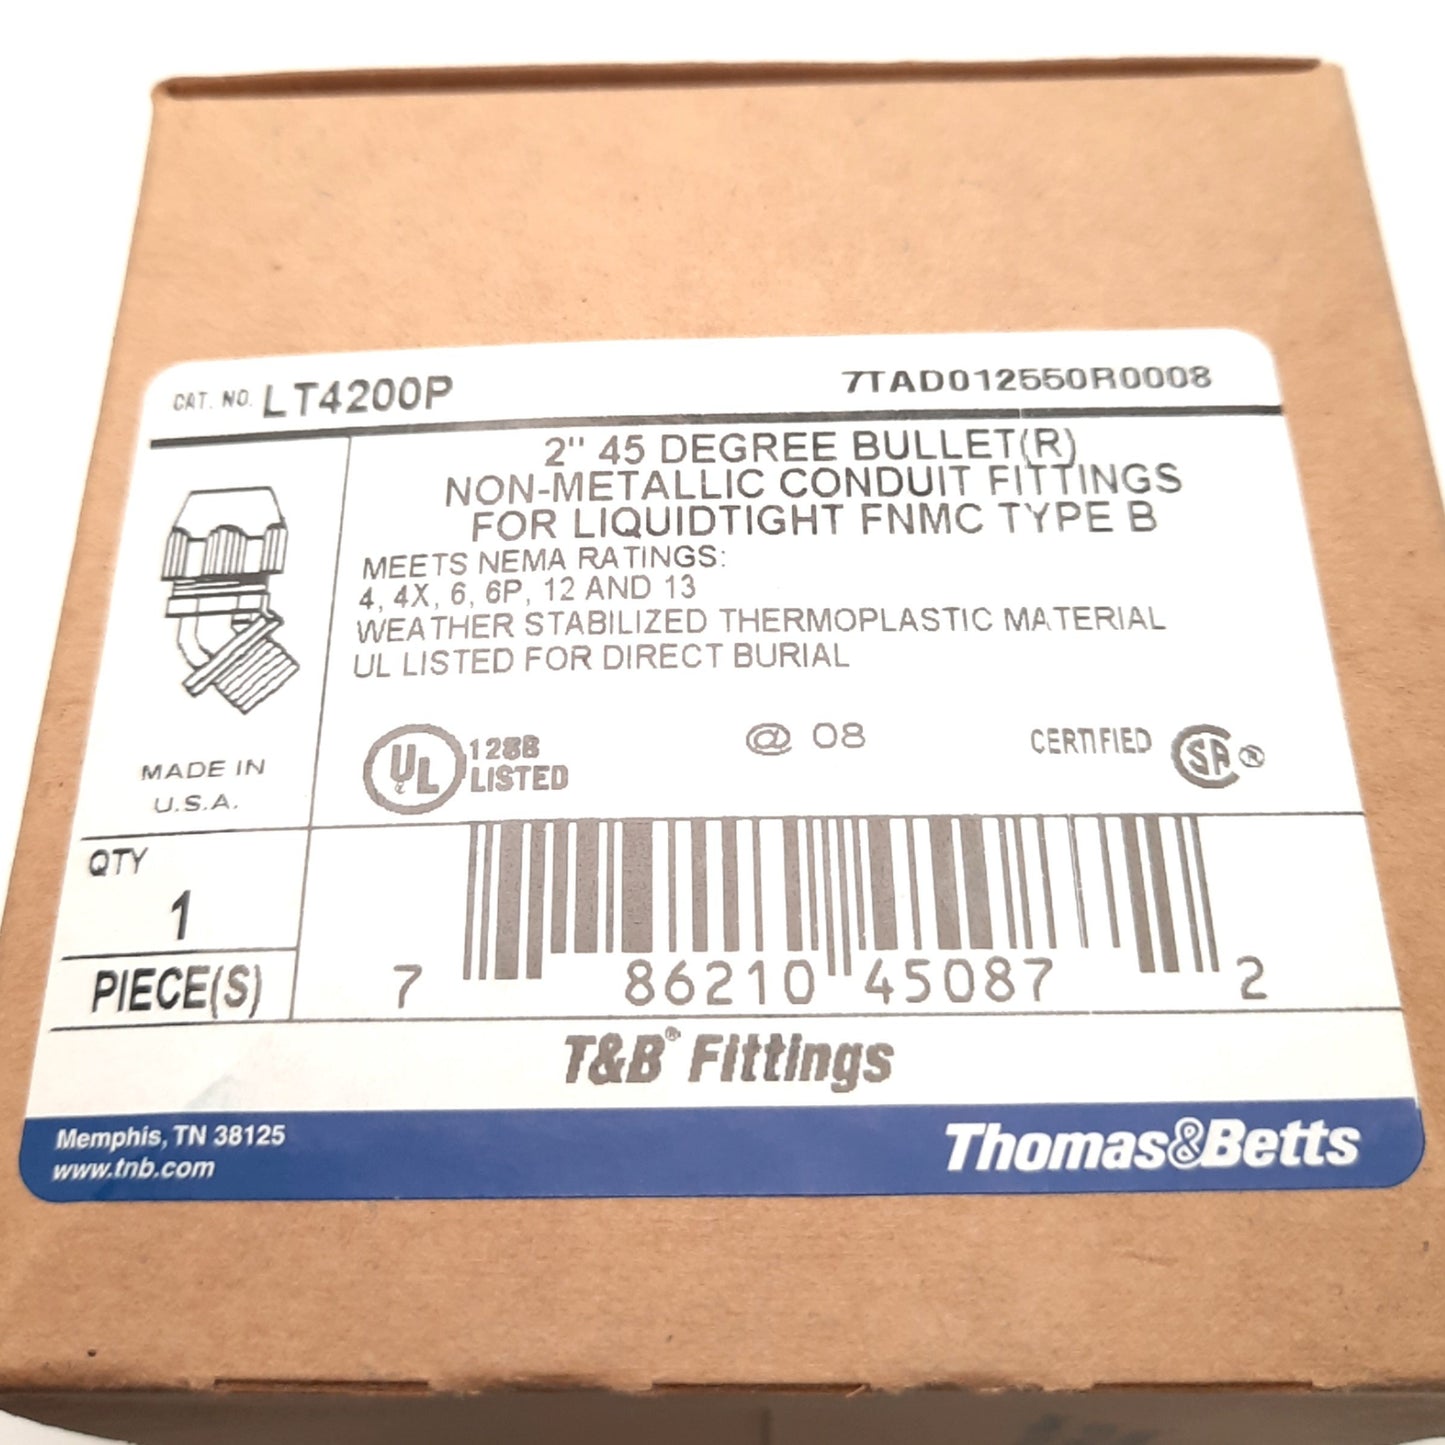 CAT. NO. LT4200P
7TAD012550R0008
2" 45 DEGREE BULLET(R)
NON-METALLIC CONDUIT FITTINGS
FOR LIQUIDTIGHT FNMC TYPE B
MEETS NEMA RATINGS:
4, 4X, 6, 6P, 12 AND 13
WEATHER STABILIZED THERMOPLASTIC MATERIAL
UL LISTED FOR DIRECT BURIAL
MADE IN
U.S.A.
UL
LISTED
@ 08
CERTIFIED SA ®
QTY
1
PIECE(S)
7 86210 45087 2
T&B® Fittings
Memphis, TN 38125
www.tnb.com
Thomas&Betts